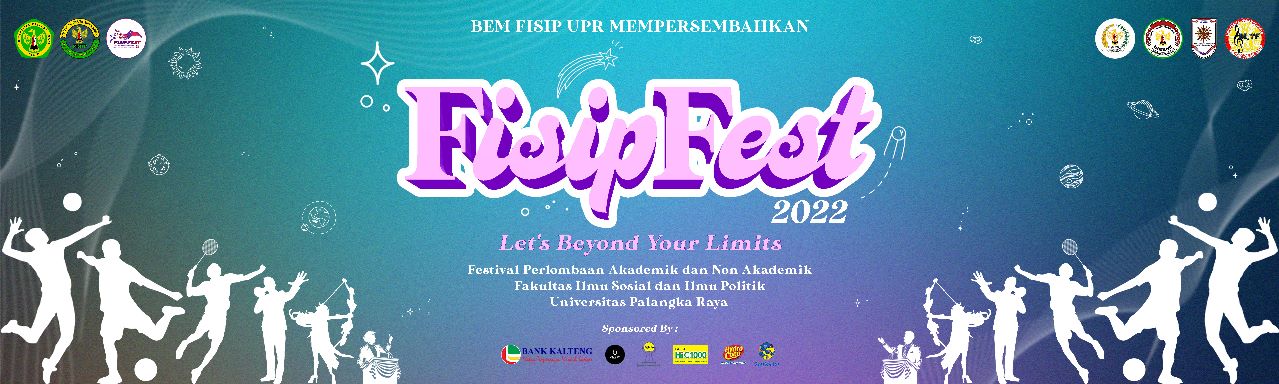 BEM FISIP UPR MEMPERSEMBAHKAN
FisipFest
2022
Let's Beyond Your Limits
Festival Perlombaan Akademik dan Non Akademik
Fakultas Ilmu Sosial dan Ilmu Politik
Universitas Palangka Raya
Sponsored By :
BANK KALTENG